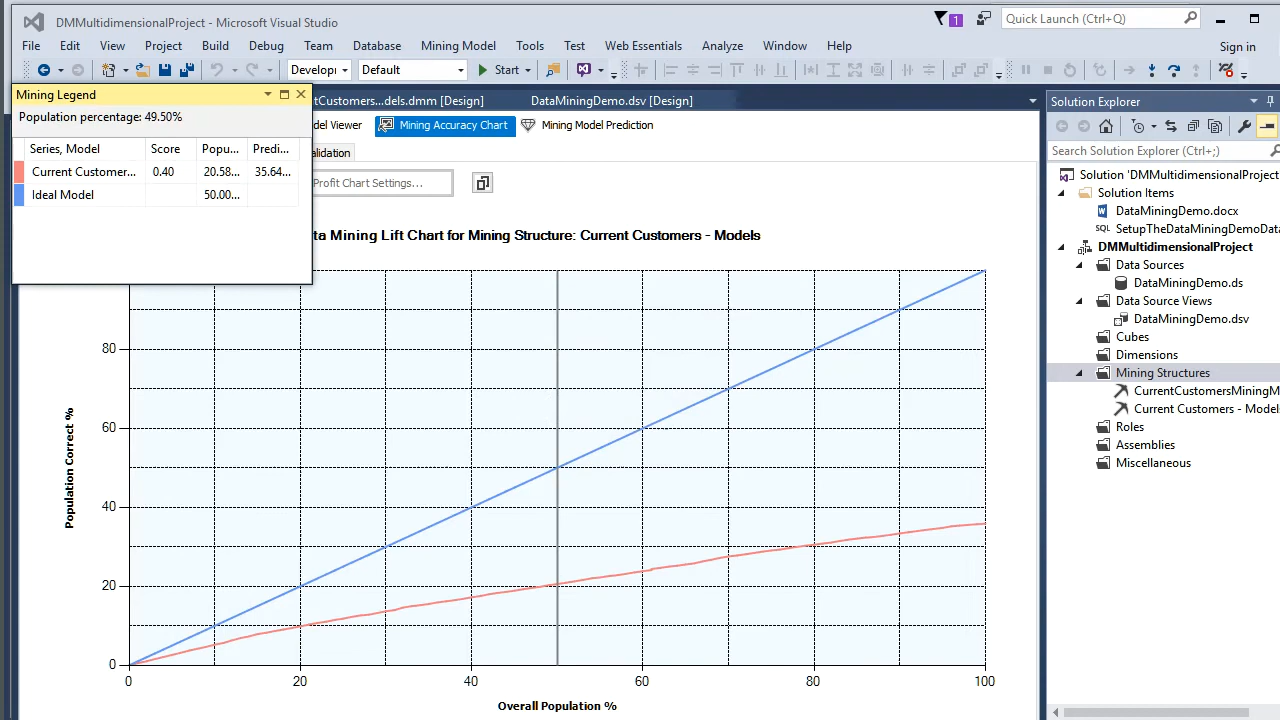 DMMultidimensionalProject - Microsoft Visual Studio
1
Quick Launch (Ctrl+Q)
File Edit View Project Build Debug Team Database Mining Model Tools Test Web Essentials Analyze Window Help
Sign in
Develop Default Start
Mining Legend
tCustomers...dels.dmm [Design] DataMiningDemo.dsv [Design]
Solution Explorer
Population percentage: 49.50%
del Viewer Mining Accuracy Chart Mining Model Prediction
Search Solution Explorer (Ctrl+;)
Series, Model Score Popu... Predi...
alidation
Current Customer... 0.40 20.58... 35.64...
Ideal Model 50.00...
Profit Chart Settings...
Solution 'DMMultidimensionalProject
Solution Items
DataMiningDemo.docx
SQL SetupTheDataMiningDemoData
DMMultidimensionalProject
Data Sources
DataMiningDemo.ds
Data Source Views
DataMiningDemo.dsv
Cubes
Dimensions
Mining Structures
CurrentCustomersMiningM
Current Customers - Models
Roles
Assemblies
Miscellaneous
ta Mining Lift Chart for Mining Structure: Current Customers - Models
80
60
40
20
0
Population Correct %
0 20 40 60 80 100
Overall Population %